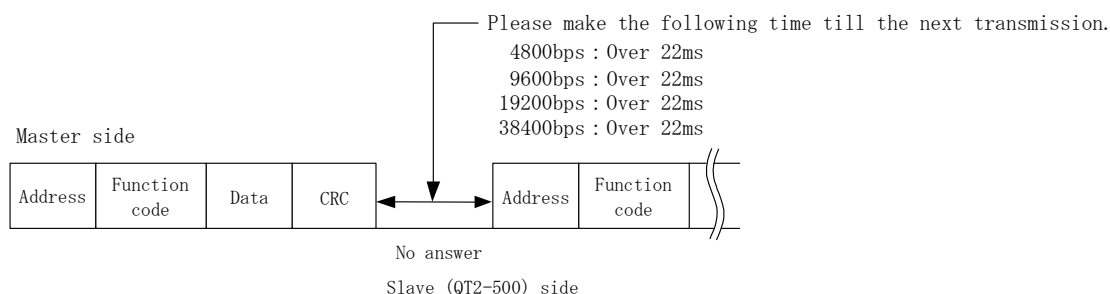 Please make the following time till the next transmission.
4800bps：Over 22ms
9600bps：Over 22ms
19200bps：Over 22ms
38400bps：Over 22ms
Master side
Address
Function
code
Data
CRC
Address
Function
code
No answer
Slave (QT2-500) side